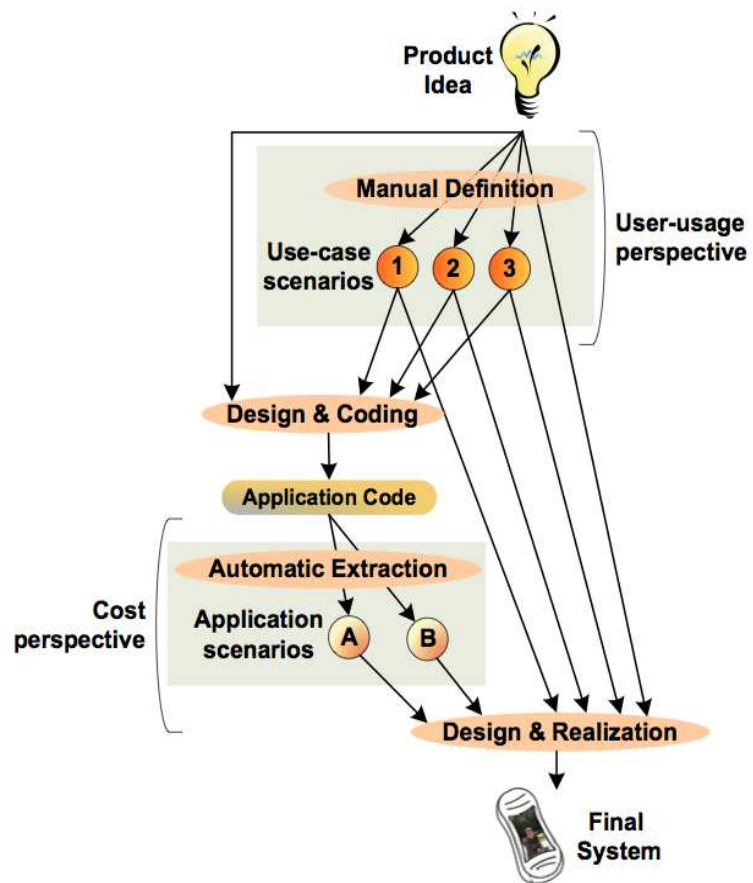 Product
Idea
Manual Definition
User-usage
perspective
Use-case
scenarios
1
2
3
Design & Coding
Application Code
Automatic Extraction
Cost
perspective
Application
scenarios
A
B
Design & Realization
Final
System